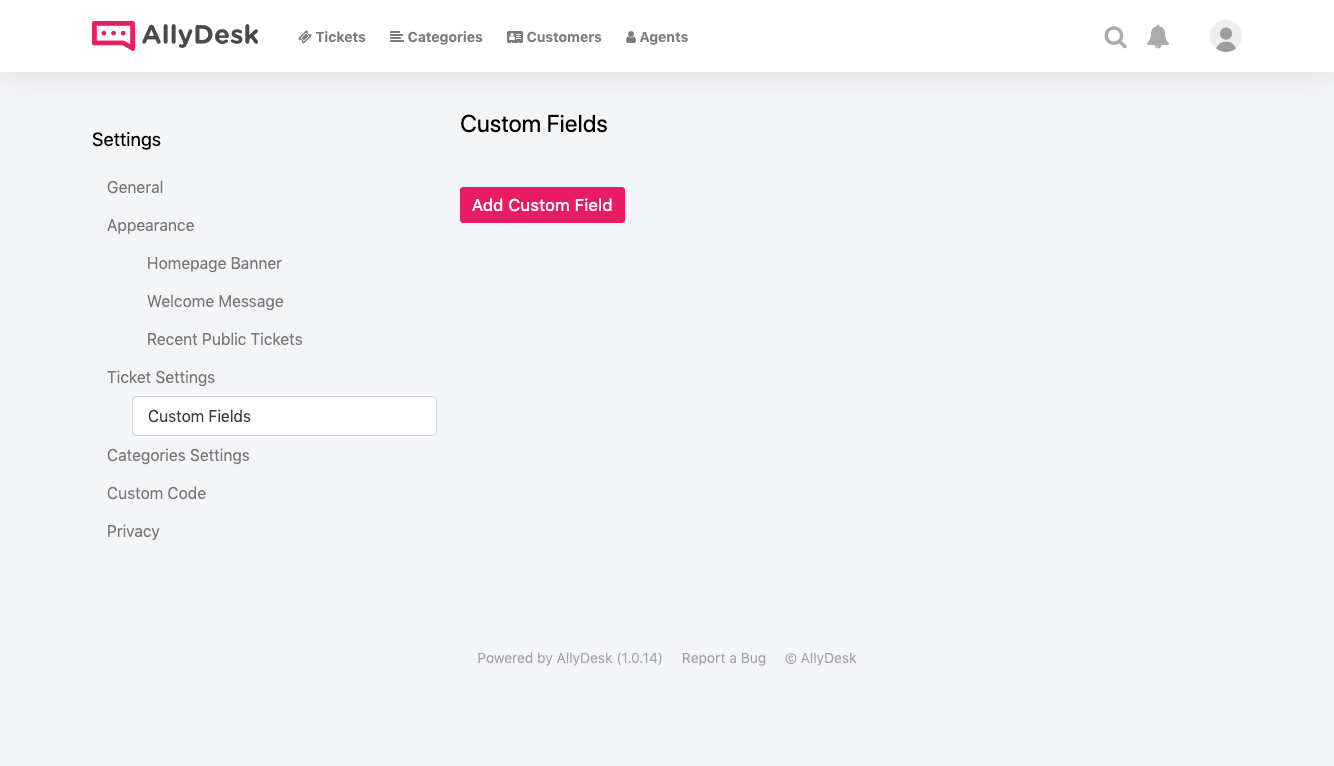 AllyDesk Tickets Categories Customers Agents
Settings
General
Appearance
Homepage Banner
Welcome Message
Recent Public Tickets
Ticket Settings
Custom Fields
Categories Settings
Custom Code
Privacy
Custom Fields
Add Custom Field
Powered by AllyDesk (1.0.14) Report a Bug © AllyDesk